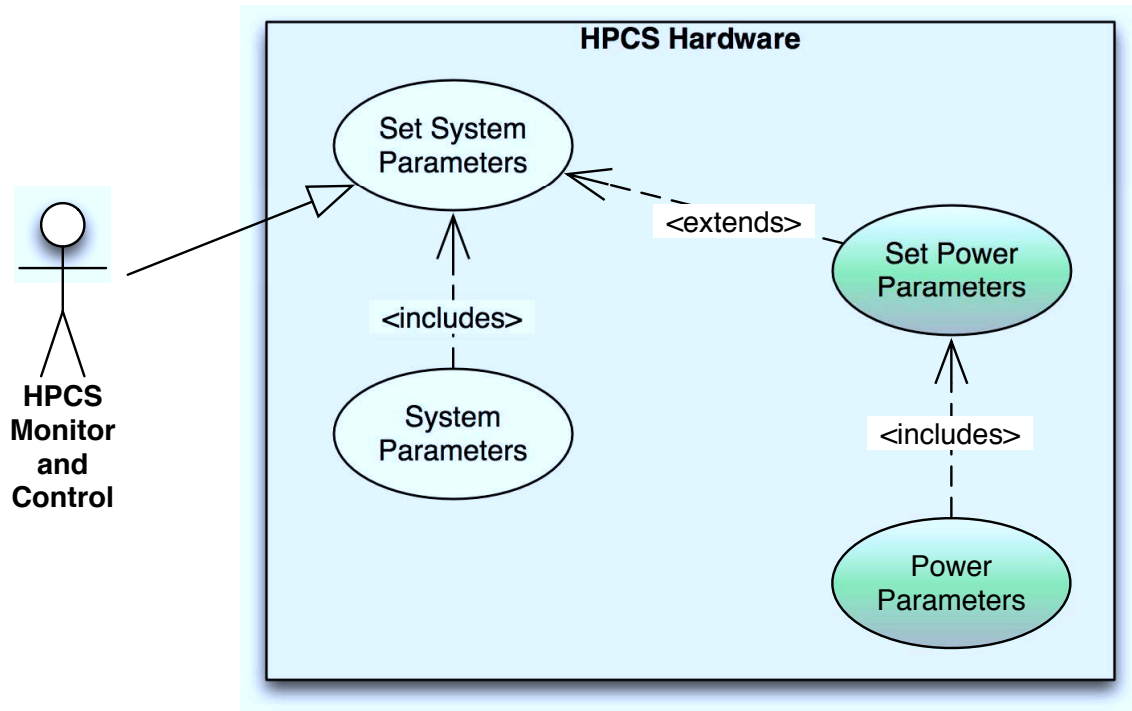 HPCS Hardware
Set System
Parameters
<extends>
Set Power
Parameters
<includes>
System
Parameters
<includes>
Power
Parameters
HPCS
Monitor
and
Control